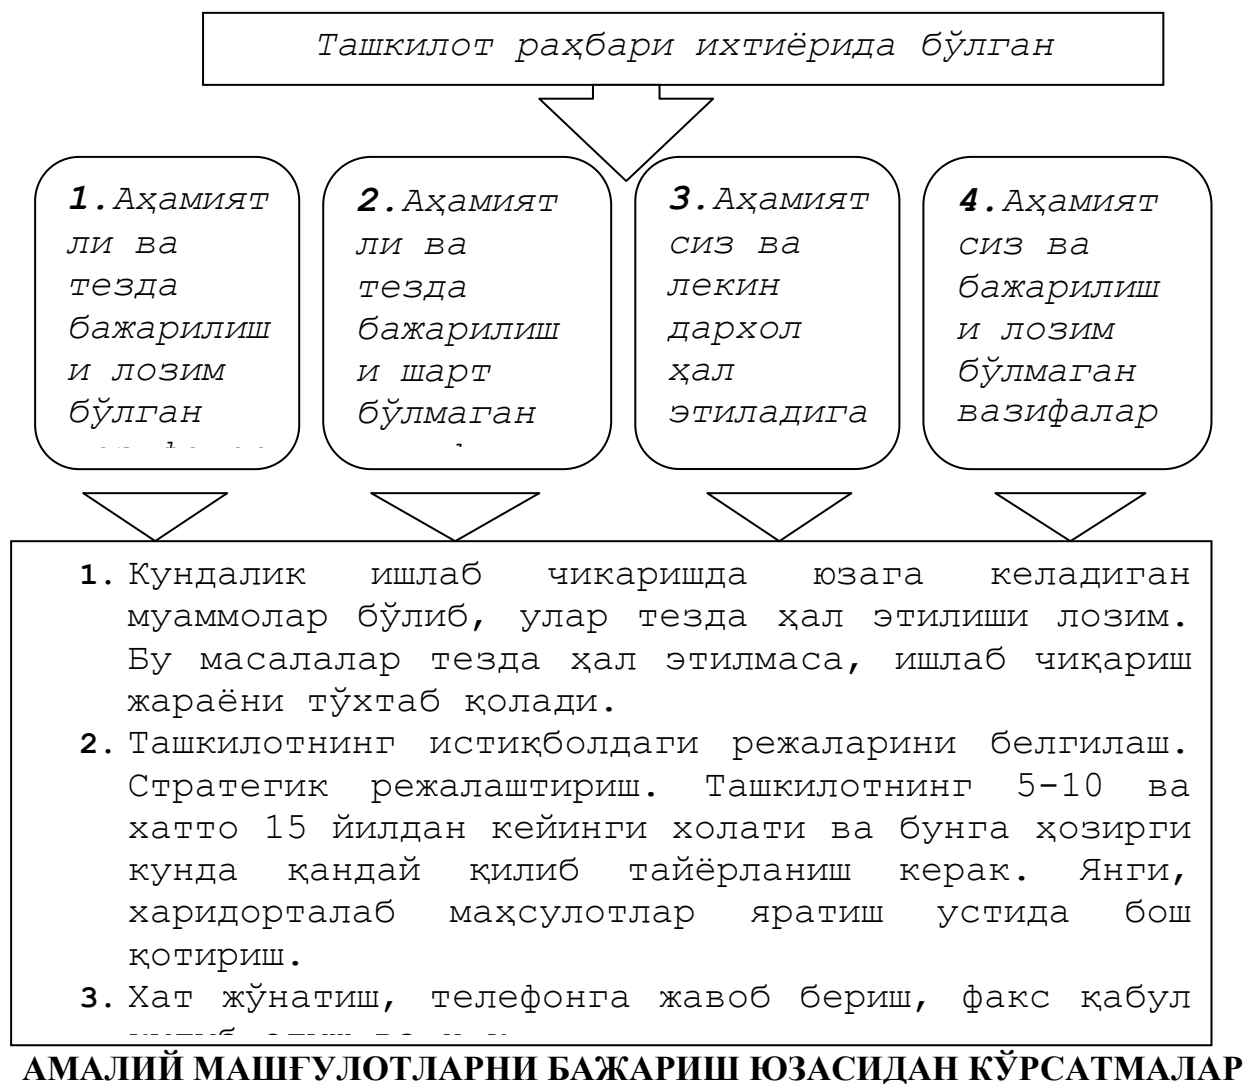 Ташкилот раҳбари ихтиёрида бўлган
1.Аҳамият
ли ва
тезда
бажарилиш
и лозим
бўлган
2.Аҳамият
ли ва
тезда
бажарилиш
и шарт
бўлмаган
3.Аҳамият
сиз ва
лекин
дархол
ҳал
этиладига
4.Аҳамият
сиз ва
бажарилиш
и лозим
бўлмаган
вазифалар
1. Кундалик ишлаб чикаришда юзага келадиган
муаммолар бўлиб, улар тезда ҳал этилиши лозим.
Бу масалалар тезда ҳал этилмаса, ишлаб чиқариш
жараёни тўхтаб қолади.
2. Ташкилотнинг истиқболдаги режаларини белгилаш.
Стратегик режалаштириш. Ташкилотнинг 5-10 ва
хатто 15 йилдан кейинги холати ва бунга ҳозирги
кунда қандай қилиб тайёрланиш керак. Янги,
харидорталаб маҳсулотлар яратиш устида бош
қотириш.
3. Хат жўнатиш, телефонга жавоб бериш, факс қабул
АМАЛИЙ МАШҒУЛОТЛАРНИ БАЖАРИШ ЮЗАСИДАН КЎРСАТМАЛАР